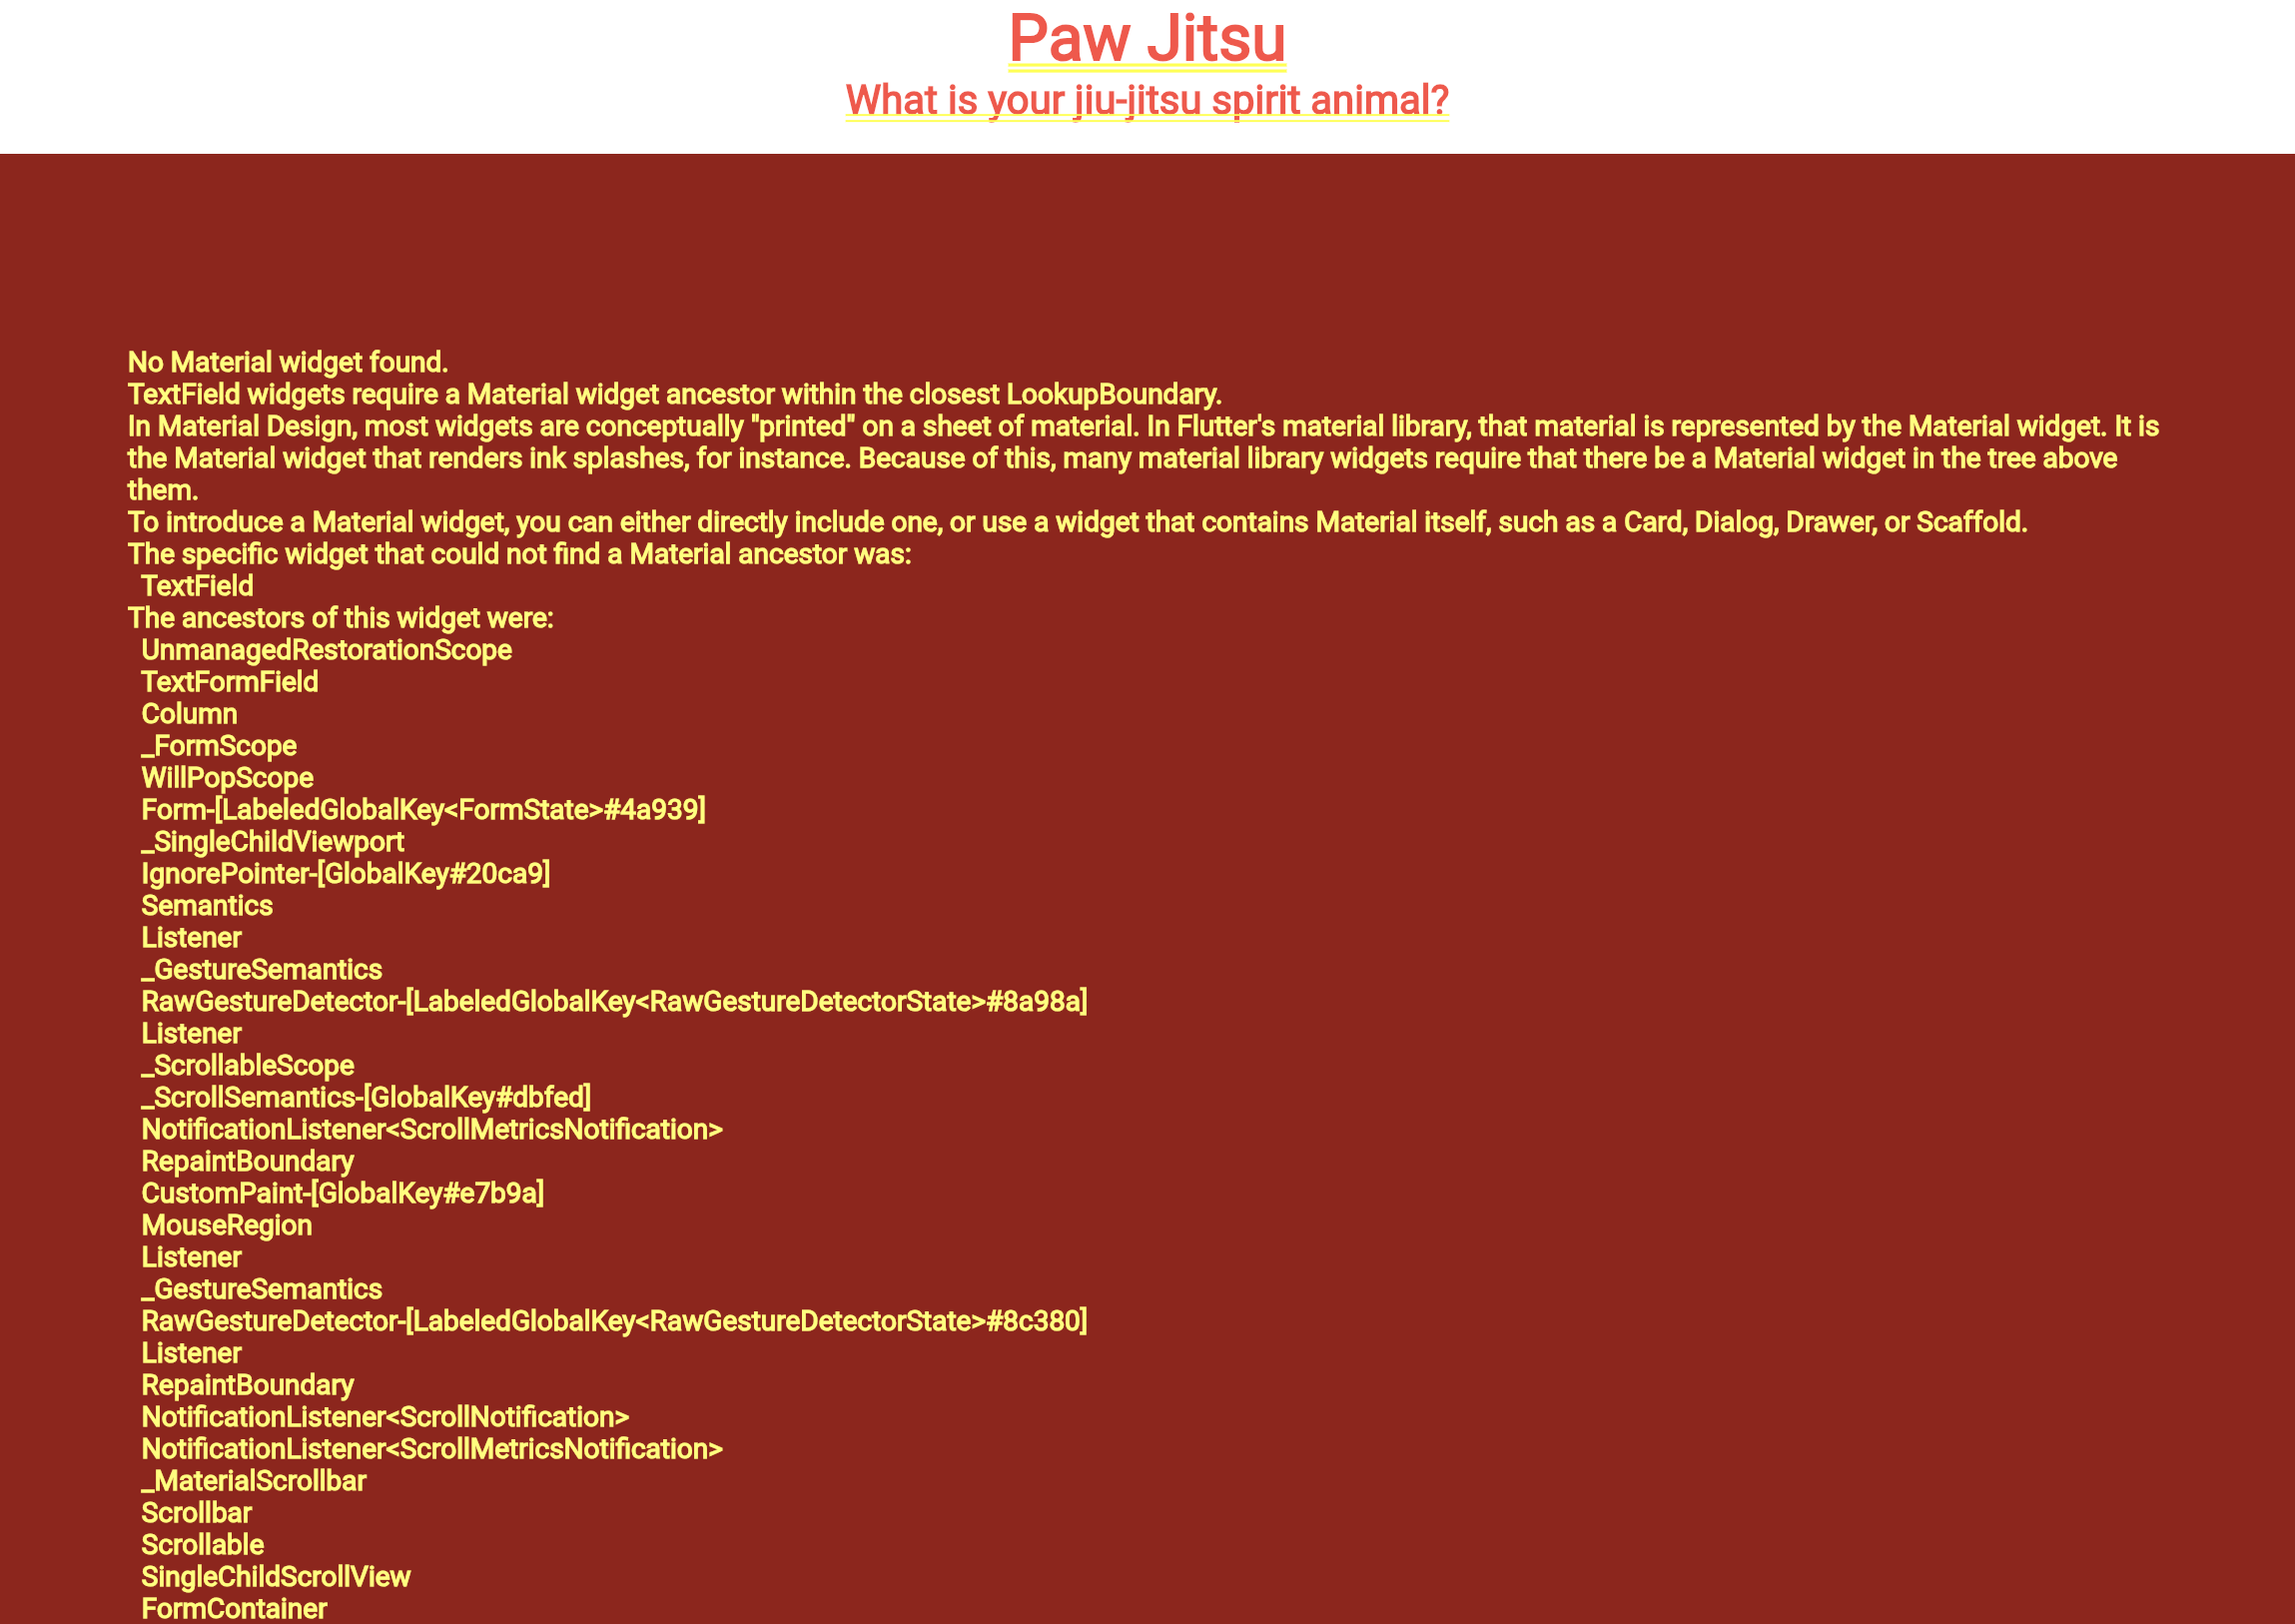 Paw Jitsu
What is your jiu-jitsu spirit animal?
No Material widget found.
TextField widgets require a Material widget ancestor within the closest LookupBoundary.
In Material Design, most widgets are conceptually "printed" on a sheet of material. In Flutter's material library, that material is represented by the Material widget. It is
the Material widget that renders ink splashes, for instance. Because of this, many material library widgets require that there be a Material widget in the tree above
them.
To introduce a Material widget, you can either directly include one, or use a widget that contains Material itself, such as a Card, Dialog, Drawer, or Scaffold.
The specific widget that could not find a Material ancestor was:
TextField
The ancestors of this widget were:
UnmanagedRestorationScope
TextFormField
Column
_FormScope
WillPopScope
Form-[LabeledGlobalKey<FormState>#4a939]
_SingleChildViewport
IgnorePointer-[GlobalKey#20ca9]
Semantics
Listener
_GestureSemantics
RawGestureDetector-[LabeledGlobalKey<RawGestureDetectorState>#8a98a]
Listener
_ScrollableScope
_ScrollSemantics-[GlobalKey#dbfed]
NotificationListener<ScrollMetricsNotification>
RepaintBoundary
CustomPaint-[GlobalKey#e7b9a]
MouseRegion
Listener
_GestureSemantics
RawGestureDetector-[LabeledGlobalKey<RawGestureDetectorState>#8c380]
Listener
RepaintBoundary
NotificationListener<ScrollNotification>
NotificationListener<ScrollMetricsNotification>
_MaterialScrollbar
Scrollbar
Scrollable
SingleChildScrollView
FormContainer